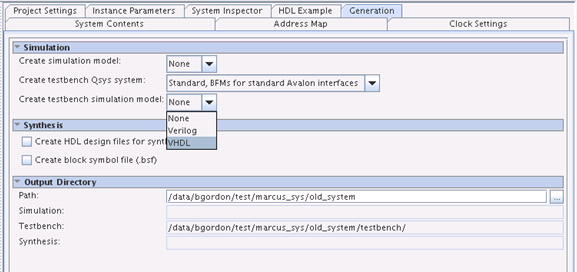 Project Settings Instance Parameters System Inspector HDL Example Generation
System Contents Address Map Clock Settings
Simulation
Create simulation model: None
Create testbench Qsys system: Standard, BFMs for standard Avalon interfaces
Create testbench simulation model: None
None
Verilog
VHDL
Synthesis
Create HDL design files for synt
Create block symbol file (.bsf)
Output Directory
Path: /data/bgordon/test/marcus_sys/old_system ...
Simulation:
Testbench: /data/bgordon/test/marcus_sys/old_system/testbench/
Synthesis: